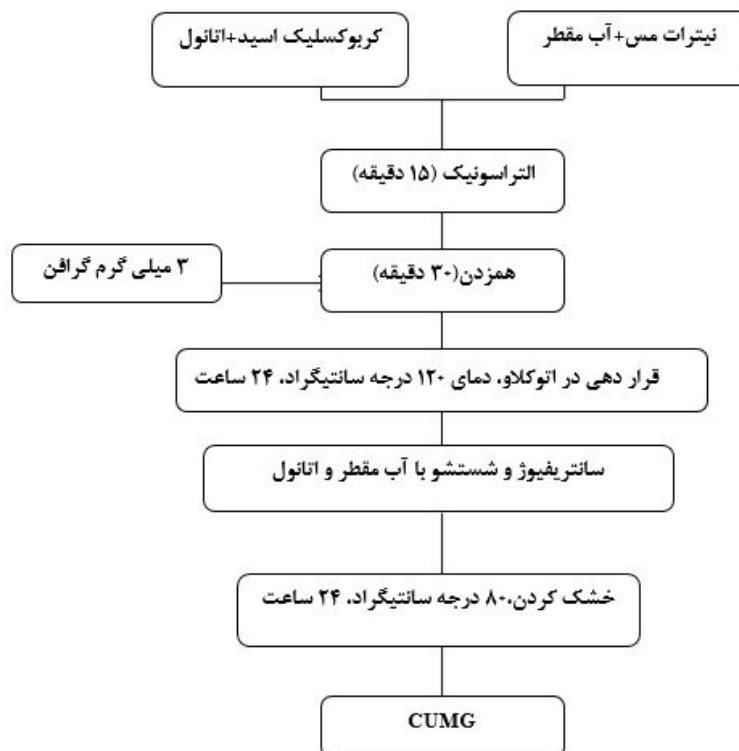 نیترات مس+آب مقطر
کربوکسلیک اسید+اتانول
التراسونیک (۱۵ دقیقه)
همزدن(۳۰ دقیقه)
۳ میلی گرم گرافن
قرار دهی در اتوکلاو، دمای ۱۲۰ درجه سانتیگراد، ۲۴ ساعت
سانتریفیوژ و شستشو با آب مقطر و اتانول
خشک کردن،۸۰ درجه سانتیگراد، ۲۴ ساعت
CUMG